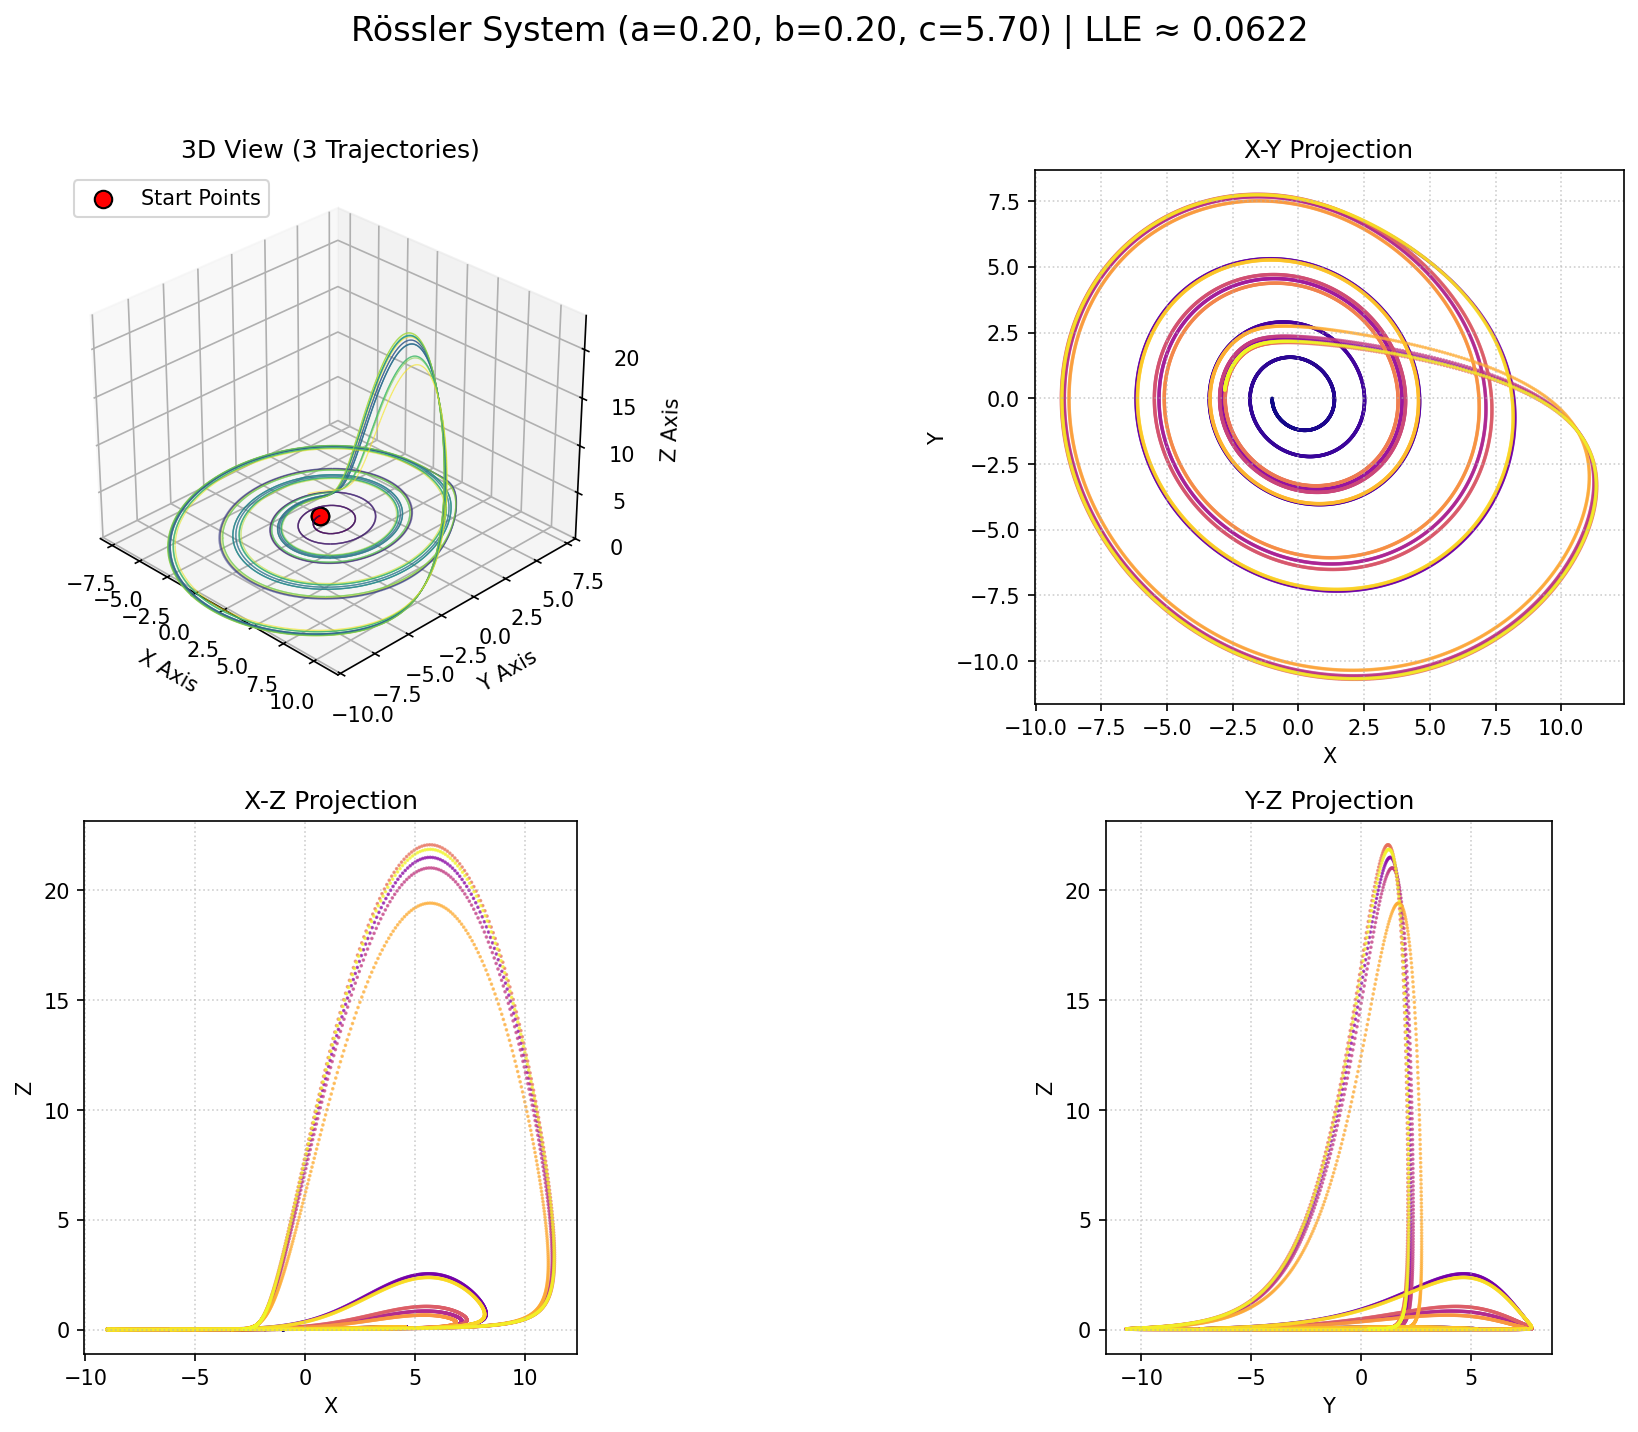 Rössler System (a=0.20, b=0.20, c=5.70) | LLE ≈ 0.0622
3D View (3 Trajectories)
Start Points
20
15
10
5
0
Z Axis
−7.5
−5.0
−2.5
0.0
2.5
5.0
7.5
10.0
X Axis
−10.0
−7.5
−5.0
−2.5
0.0
2.5
5.0
7.5
Y Axis
X-Y Projection
7.5
5.0
2.5
0.0
−2.5
−5.0
−7.5
−10.0
Y
−10.0 −7.5 −5.0 −2.5 0.0 2.5 5.0 7.5 10.0
X
X-Z Projection
20
15
10
5
0
Z
−10 −5 0 5 10
X
Y-Z Projection
20
15
10
5
0
Z
−10 −5 0 5
Y